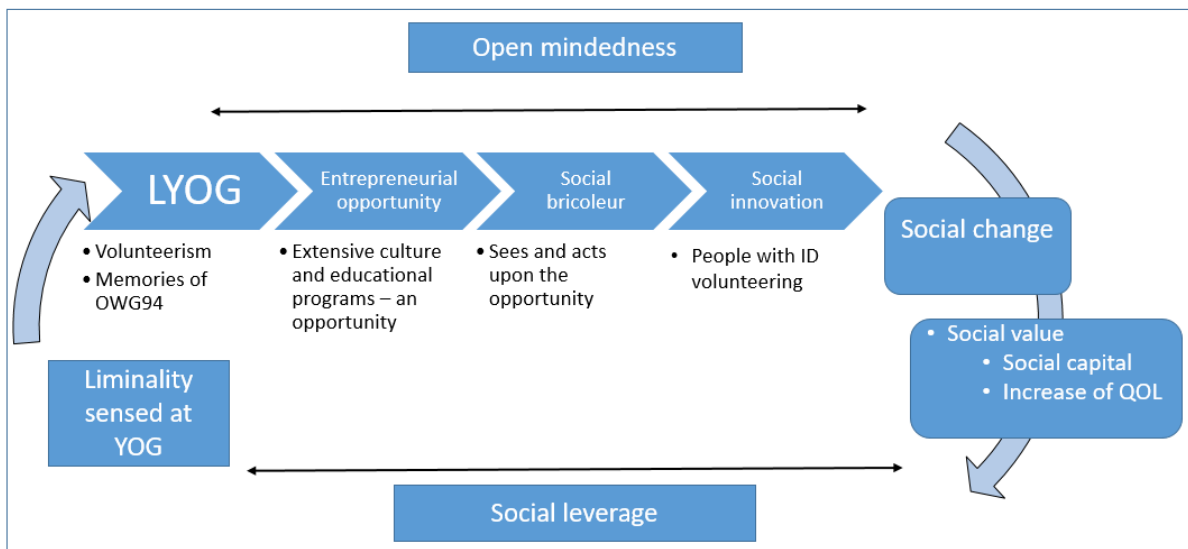 Open mindedness
LYOG
Entrepreneurial
opportunity
Social
bricoleur
Social
innovation
• Volunteerism
• Memories of
OWG94
• Extensive culture
and educational
programs – an
opportunity
• Sees and acts
upon the
opportunity
• People with ID
volunteering
Social change
• Social value
• Social capital
• Increase of QOL
Liminality
sensed at
YOG
Social leverage